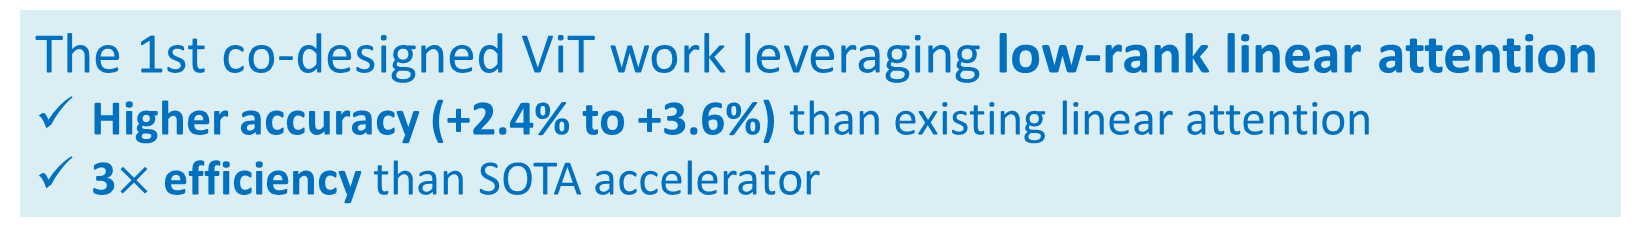 The 1st co-designed ViT work leveraging low-rank linear attention
✓ Higher accuracy (+2.4% to +3.6%) than existing linear attention
✓ 3× efficiency than SOTA accelerator